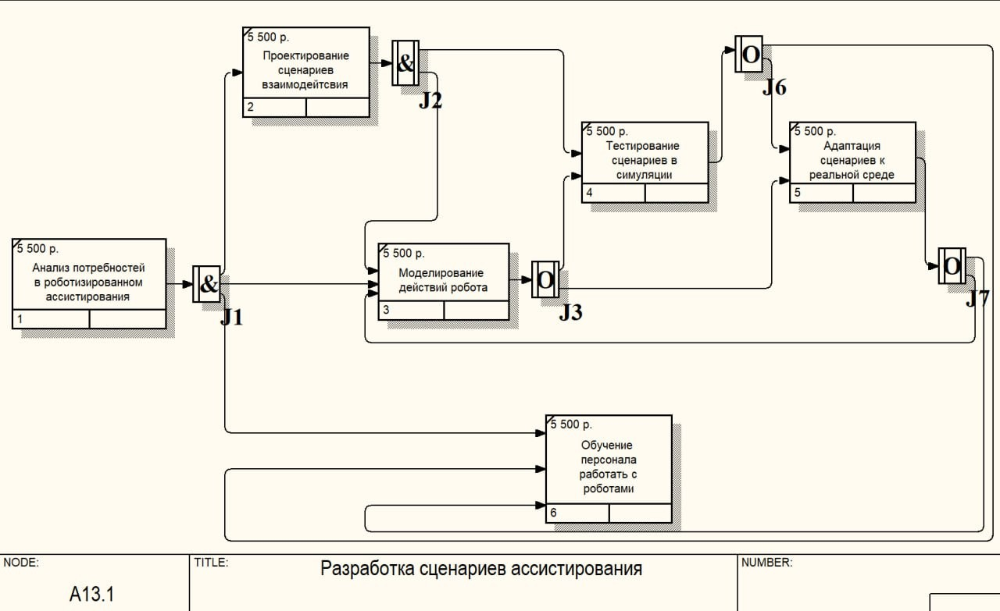 5 500 р.
Проектирование
сценариев
взаимодейтсвия
2
&
J2
O
J6
5 500 р.
Тестирование
сценариев в
симуляции
4
5 500 р.
Адаптация
сценариев к
реальной среде
5
5 500 р.
Анализ потребностей
в роботизированном
ассистирования
1
&
J1
5 500 р.
Моделирование
действий робота
3
O
J3
O
J7
5 500 р.
Обучение
персонала
работать с
роботами
6
NODE:
A13.1
TITLE:
Разработка сценариев ассистирования
NUMBER: